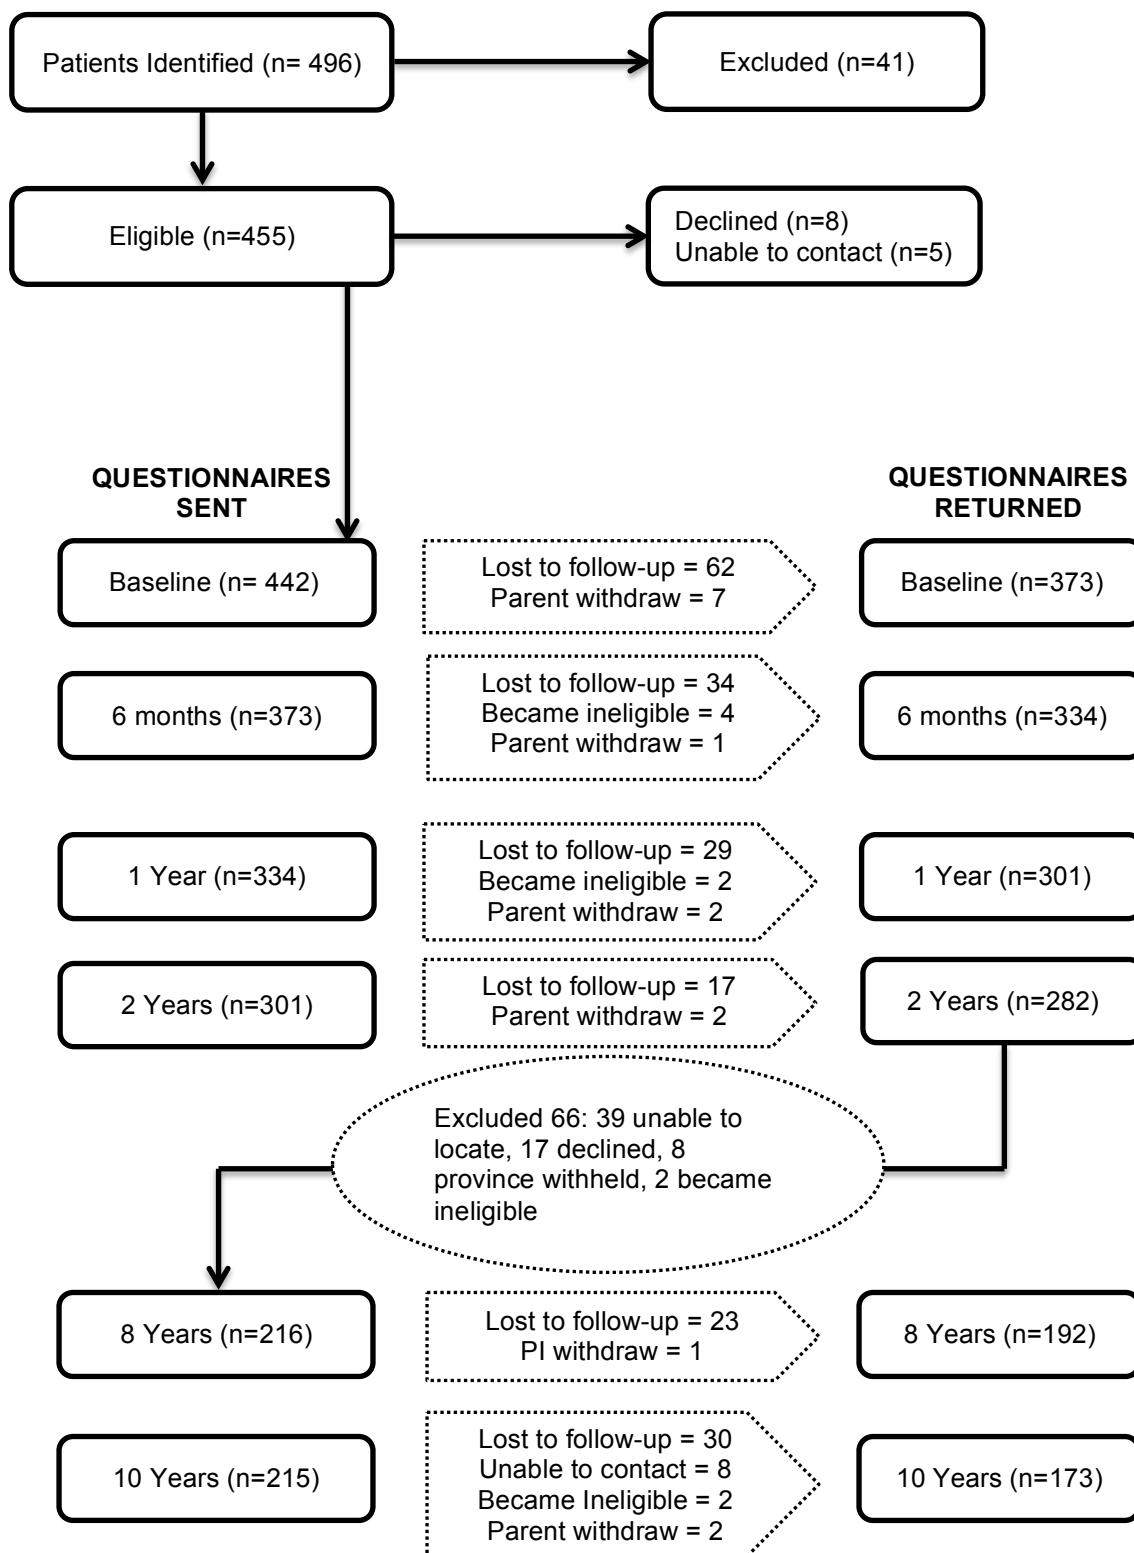 Patients Identified (n= 496)
Excluded (n=41)
Eligible (n=455)
Declined (n=8)
Unable to contact (n=5)
QUESTIONNAIRES
SENT
QUESTIONNAIRES
RETURNED
Baseline (n= 442)
Lost to follow-up = 62
Parent withdraw = 7
Baseline (n=373)
6 months (n=373)
Lost to follow-up = 34
Became ineligible = 4
Parent withdraw = 1
6 months (n=334)
1 Year (n=334)
Lost to follow-up = 29
Became ineligible = 2
Parent withdraw = 2
1 Year (n=301)
2 Years (n=301)
Lost to follow-up = 17
Parent withdraw = 2
2 Years (n=282)
Excluded 66: 39 unable to
locate, 17 declined, 8
province withheld, 2 became
ineligible
8 Years (n=216)
Lost to follow-up = 23
PI withdraw = 1
8 Years (n=192)
10 Years (n=215)
Lost to follow-up = 30
Unable to contact = 8
Became Ineligible = 2
Parent withdraw = 2
10 Years (n=173)